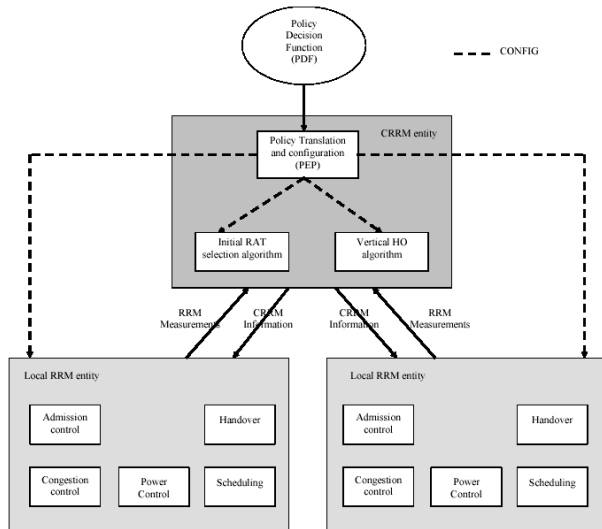 Policy
Decision
Function
(PDF)
CONFIG
CRRM entity
Policy Translation
and configuration
(PEP)
Initial RAT
selection algorithm
Vertical HO
algorithm
RRM
Measurements
CRRM
Information
CRRM
Information
RRM
Measurements
Local RRM entity
Admission
control
Handover
Congestion
control
Power
Control
Scheduling
Local RRM entity
Admission
control
Handover
Congestion
control
Power
Control
Scheduling